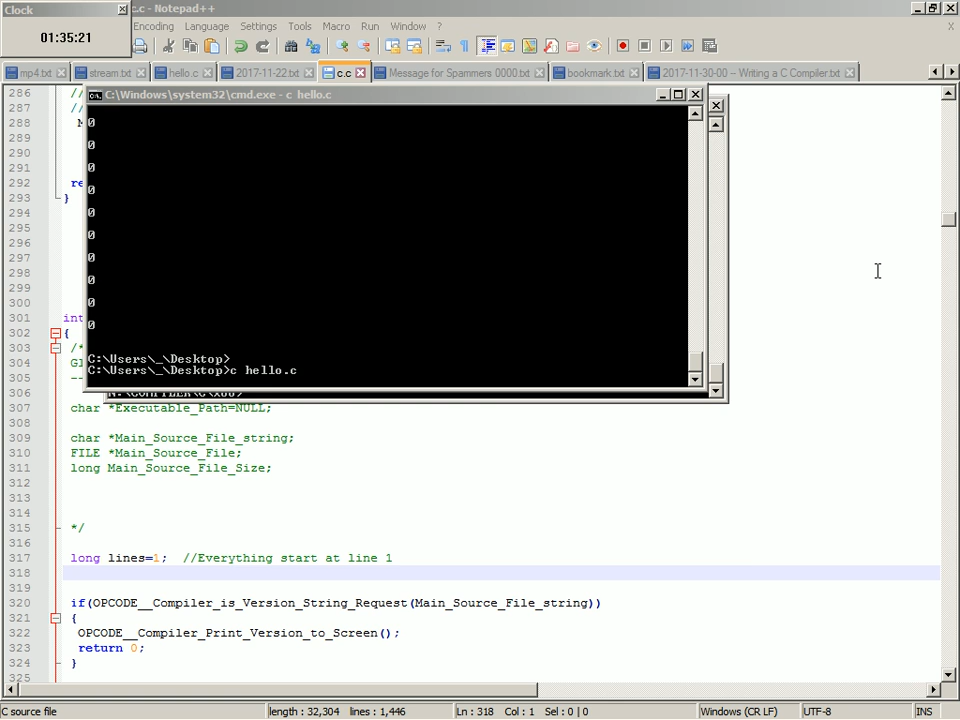 Clock
01:35:21
c.c - Notepad++
Encoding Language Settings Tools Macro Run Window ?
X
mp4.txt stream.txt hello.c 2017-11-22.txt c.c Message for Spammers 0000.txt bookmark.txt 2017-11-30-00 – Writing a C Compiler.txt
C:\Windows\system32\cmd.exe - c hello.c
0
0
0
0
0
0
0
0
0
0
C:\Users\_\Desktop>
C:\Users\_\Desktop>c hello.c
N:\COMPILER\C\x86>
286 //
287 //
288 M
289
290
291
292 re
293 }
294
295
296
297
298
299
300
301 int
302 {
303 /*
304 Gl
305 --
306
307 char *Executable_Path=NULL;
308
309 char *Main_Source_File_string;
310 FILE *Main_Source_File;
311 long Main_Source_File_Size;
312
313
314
315 */
316
317 long lines=1; //Everything start at line 1
318
319
320 if(OPCODE__Compiler_is_Version_String_Request(Main_Source_File_string))
321 {
322 OPCODE__Compiler_Print_Version_to_Screen();
323 return 0;
324 }
325
C source file length : 32,304 lines : 1,446 Ln : 318 Col : 1 Sel : 0 | 0 Windows (CR LF) UTF-8 INS